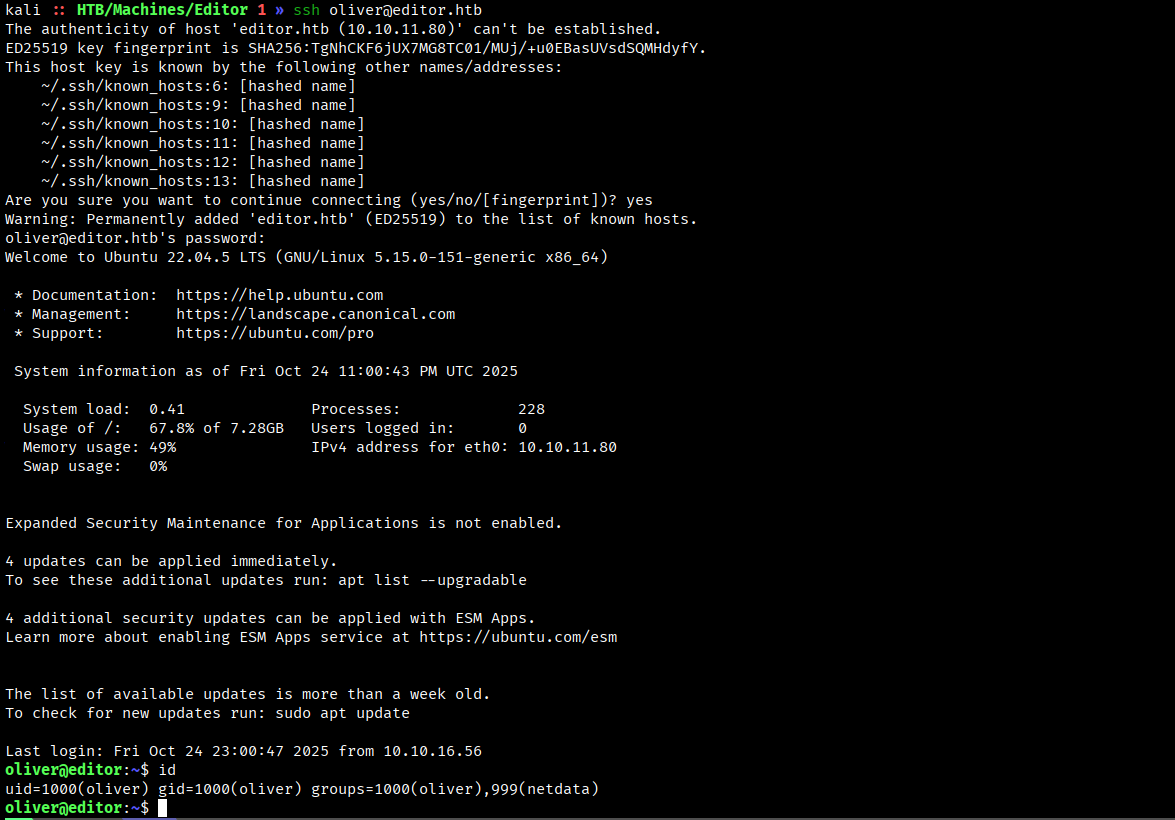 kali :: HTB/Machines/Editor 1 » ssh oliver@editor.htb
The authenticity of host 'editor.htb (10.10.11.80)' can't be established.
ED25519 key fingerprint is SHA256:TgNhCKF6jUX7MG8TC01/MUj/+u0EBasUVsdSQMHdyfY.
This host key is known by the following other names/addresses:
    ~/.ssh/known_hosts:6: [hashed name]
    ~/.ssh/known_hosts:9: [hashed name]
    ~/.ssh/known_hosts:10: [hashed name]
    ~/.ssh/known_hosts:11: [hashed name]
    ~/.ssh/known_hosts:12: [hashed name]
    ~/.ssh/known_hosts:13: [hashed name]
Are you sure you want to continue connecting (yes/no/[fingerprint])? yes
Warning: Permanently added 'editor.htb' (ED25519) to the list of known hosts.
oliver@editor.htb's password:
Welcome to Ubuntu 22.04.5 LTS (GNU/Linux 5.15.0-151-generic x86_64)

 * Documentation:  https://help.ubuntu.com
 * Management:     https://landscape.canonical.com
 * Support:        https://ubuntu.com/pro

 System information as of Fri Oct 24 11:00:43 PM UTC 2025

  System load:  0.41               Processes:             228
  Usage of /:   67.8% of 7.28GB   Users logged in:       0
  Memory usage: 49%               IPv4 address for eth0: 10.10.11.80
  Swap usage:   0%

Expanded Security Maintenance for Applications is not enabled.

4 updates can be applied immediately.
To see these additional updates run: apt list --upgradable

4 additional security updates can be applied with ESM Apps.
Learn more about enabling ESM Apps service at https://ubuntu.com/esm

The list of available updates is more than a week old.
To check for new updates run: sudo apt update

Last login: Fri Oct 24 23:00:47 2025 from 10.10.16.56
oliver@editor:~$ id
uid=1000(oliver) gid=1000(oliver) groups=1000(oliver),999(netdata)
oliver@editor:~$